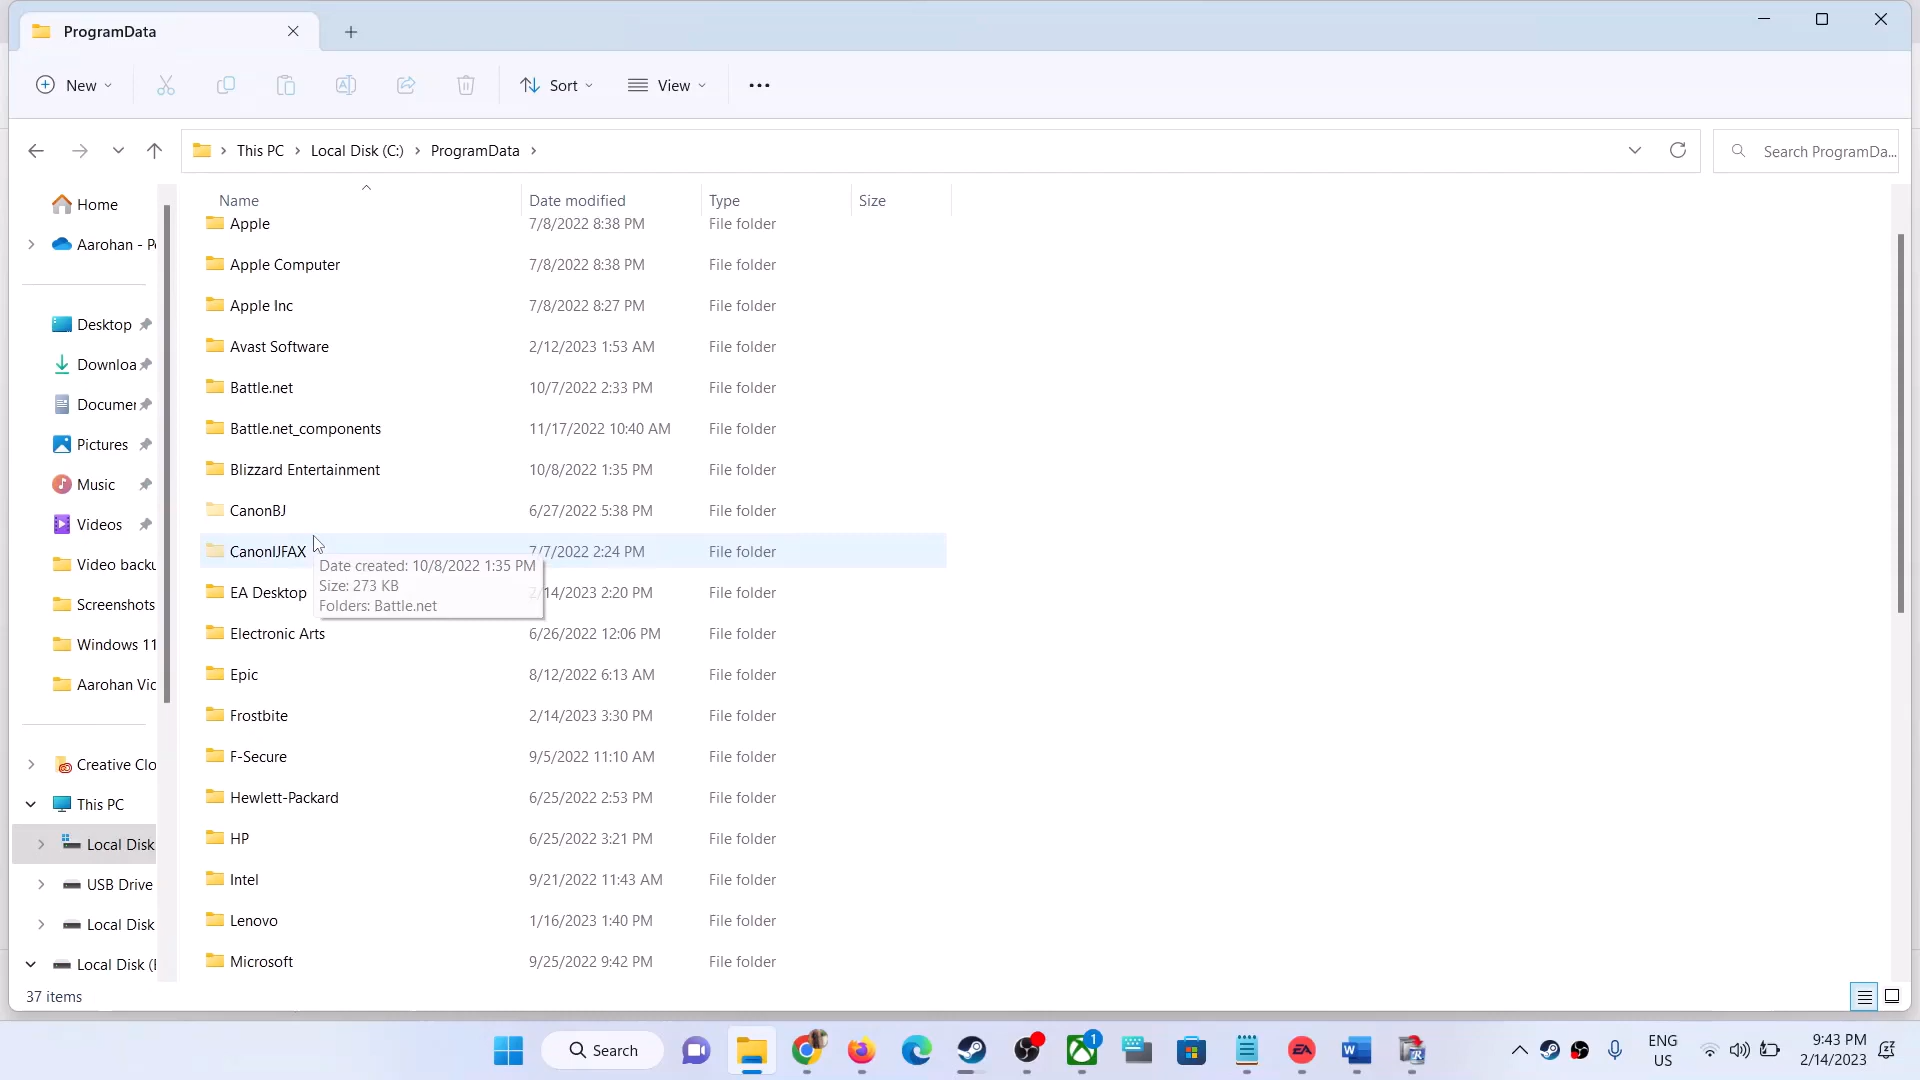 ProgramData
New
Sort
View
This PC
Local Disk (C:)
ProgramData
Search ProgramDa...
Home
Aarohan - Pe
Desktop
Downloa
Documer
Pictures
Music
Videos
Video backu
Screenshots
Windows 11
Aarohan Vic
Creative Clo
This PC
Local Disk
USB Drive
Local Disk
Local Disk (E
Name Date modified Type Size
Apple 7/8/2022 8:38 PM File folder
Apple Computer 7/8/2022 8:38 PM File folder
Apple Inc 7/8/2022 8:27 PM File folder
Avast Software 2/12/2023 1:53 AM File folder
Battle.net 10/7/2022 2:33 PM File folder
Battle.net_components 11/17/2022 10:40 AM File folder
Blizzard Entertainment 10/8/2022 1:35 PM File folder
CanonBJ 6/27/2022 5:38 PM File folder
CanonIJFAX 7/7/2022 2:24 PM File folder
Date created: 10/8/2022 1:35 PM
Size: 273 KB
Folders: Battle.net
EA Desktop 2/14/2023 2:20 PM File folder
Electronic Arts 6/26/2022 12:06 PM File folder
Epic 8/12/2022 6:13 AM File folder
Frostbite 2/14/2023 3:30 PM File folder
F-Secure 9/5/2022 11:10 AM File folder
Hewlett-Packard 6/25/2022 2:53 PM File folder
HP 6/25/2022 3:21 PM File folder
Intel 9/21/2022 11:43 AM File folder
Lenovo 1/16/2023 1:40 PM File folder
Microsoft 9/25/2022 9:42 PM File folder
37 items
Search
1
EA
W
R
ENG
US
9:43 PM
2/14/2023